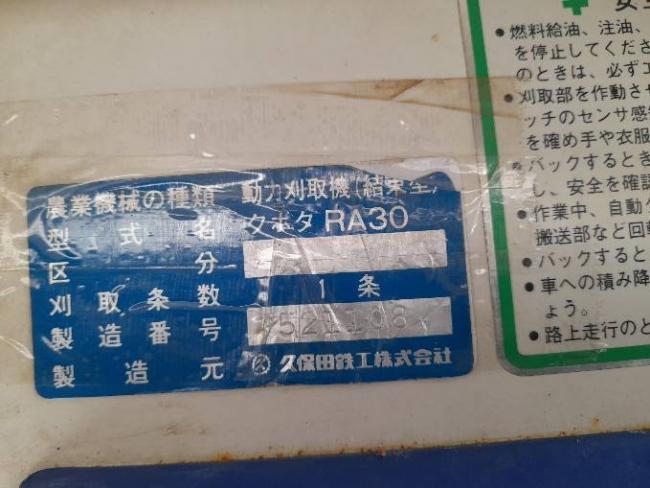 農業機械の種類 動力刈取機(結束型)
型式名 クボタ RA30
区分
刈取条数 1条
製造番号
製造元 久保田鉄工株式会社
安全
●燃料給油、注油、
を停止してくださ
のときは、必ずエ
●刈取部を作動させ
ッチのセンサ感
を確め手や衣服
●バックするとき
し、安全を確認
●作業中、自動
搬送部など回転
●バックすると
●車への積み降
ょう。
●路上走行のと